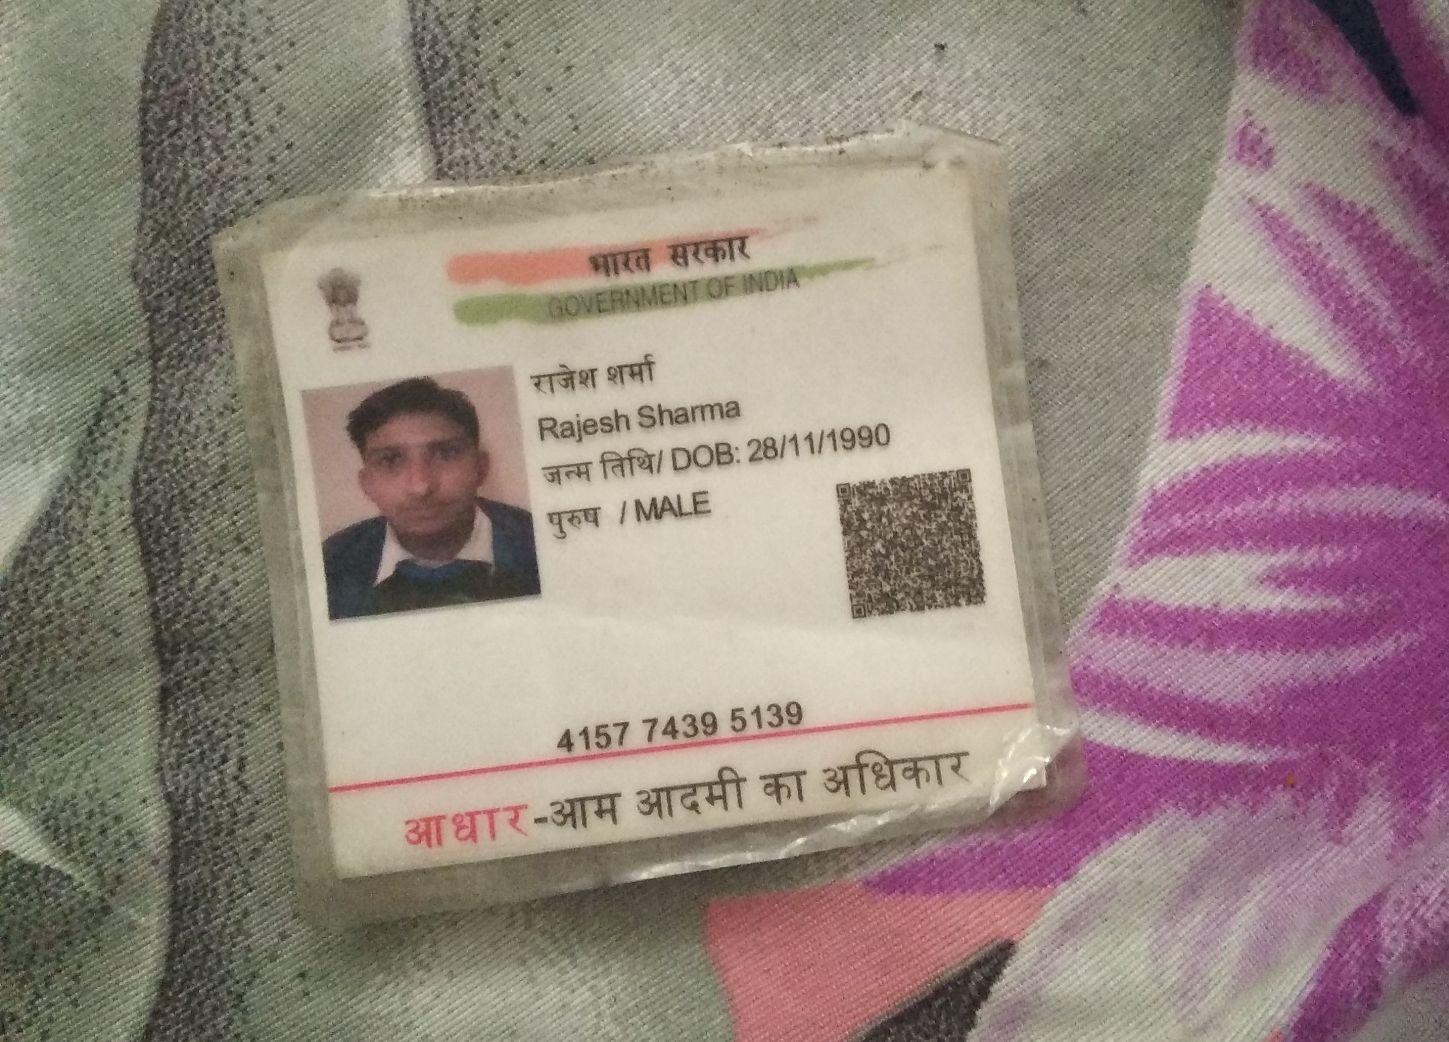 भारत सरकार
GOVERNMENT OF INDIA
राजेश शर्मा
Rajesh Sharma
जन्म तिथि/ DOB: 28/11/1990
पुरुष / MALE
4157 7439 5139
आधार-आम आदमी का अधिकार